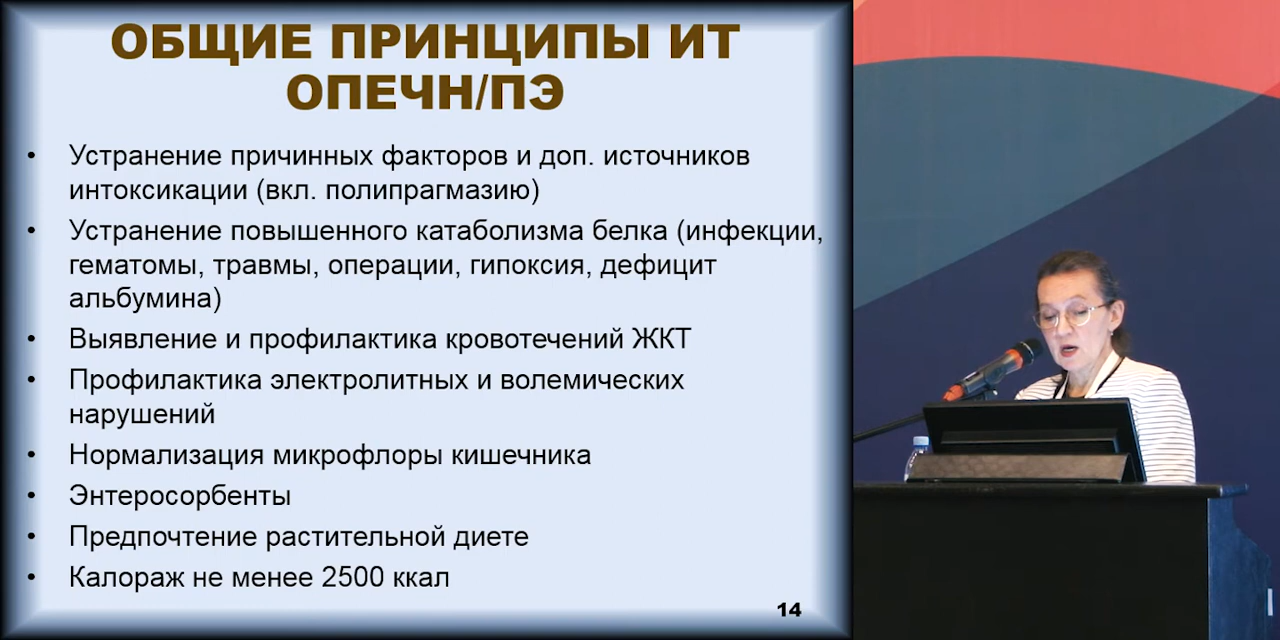 ОБЩИЕ ПРИНЦИПЫ ИТ
ОПЕЧН/ПЭ
• Устранение причинных факторов и доп. источников
интоксикации (вкл. полипрагмазию)
• Устранение повышенного катаболизма белка (инфекции,
гематомы, травмы, операции, гипоксия, дефицит
альбумина)
• Выявление и профилактика кровотечений ЖКТ
• Профилактика электролитных и волемических
нарушений
• Нормализация микрофлоры кишечника
• Энтеросорбенты
• Предпочтение растительной диете
• Калораж не менее 2500 ккал
14